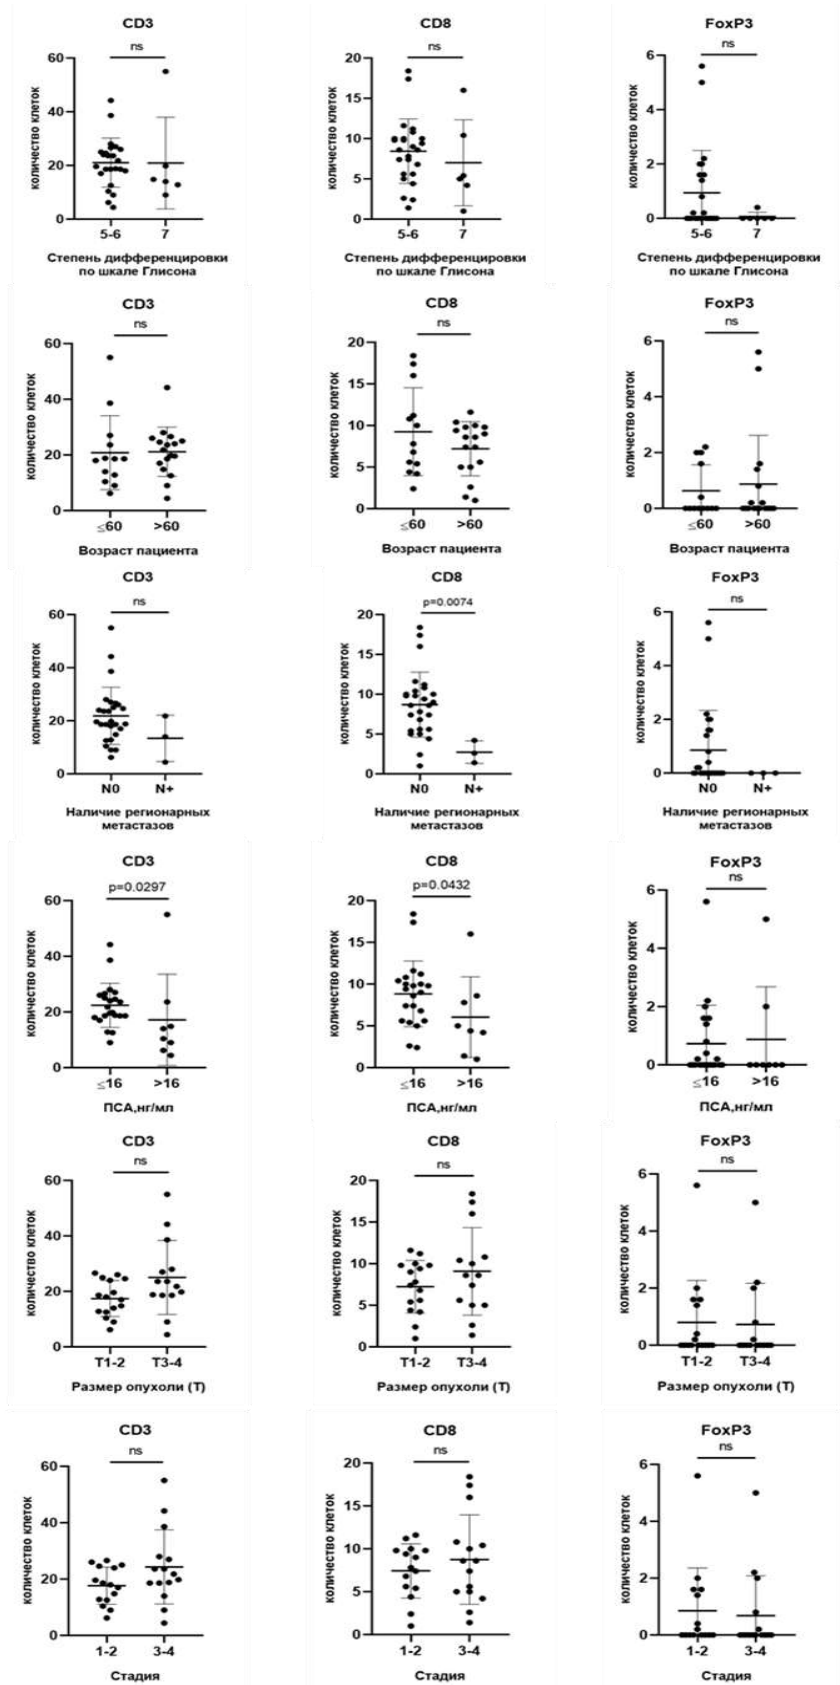 CD3
ns
количество клеток
60
40
20
0
5-6
7
Степень дифференцировки
по шкале Глисона
CD8
ns
количество клеток
20
15
10
5
0
5-6
7
Степень дифференцировки
по шкале Глисона
FoxP3
ns
количество клеток
6
4
2
0
5-6
7
Степень дифференцировки
по шкале Глисона
CD3
ns
количество клеток
60
40
20
0
≤60
>60
Возраст пациента
CD8
ns
количество клеток
20
15
10
5
0
≤60
>60
Возраст пациента
FoxP3
ns
количество клеток
6
4
2
0
≤60
>60
Возраст пациента
CD3
ns
количество клеток
60
40
20
0
N0
N+
Наличие регионарных
метастазов
CD8
p=0.0074
количество клеток
20
15
10
5
0
N0
N+
Наличие регионарных
метастазов
FoxP3
ns
количество клеток
6
4
2
0
N0
N+
Наличие регионарных
метастазов
CD3
p=0.0297
количество клеток
60
40
20
0
≤16
>16
ПСА,нг/мл
CD8
p=0.0432
количество клеток
20
15
10
5
0
≤16
>16
ПСА,нг/мл
FoxP3
ns
количество клеток
6
4
2
0
≤16
>16
ПСА,нг/мл
CD3
ns
количество клеток
60
40
20
0
T1-2
T3-4
Размер опухоли (Т)
CD8
ns
количество клеток
20
15
10
5
0
T1-2
T3-4
Размер опухоли (Т)
FoxP3
ns
количество клеток
6
4
2
0
T1-2
T3-4
Размер опухоли (Т)
CD3
ns
количество клеток
60
40
20
0
1-2
3-4
Стадия
CD8
ns
количество клеток
20
15
10
5
0
1-2
3-4
Стадия
FoxP3
ns
количество клеток
6
4
2
0
1-2
3-4
Стадия